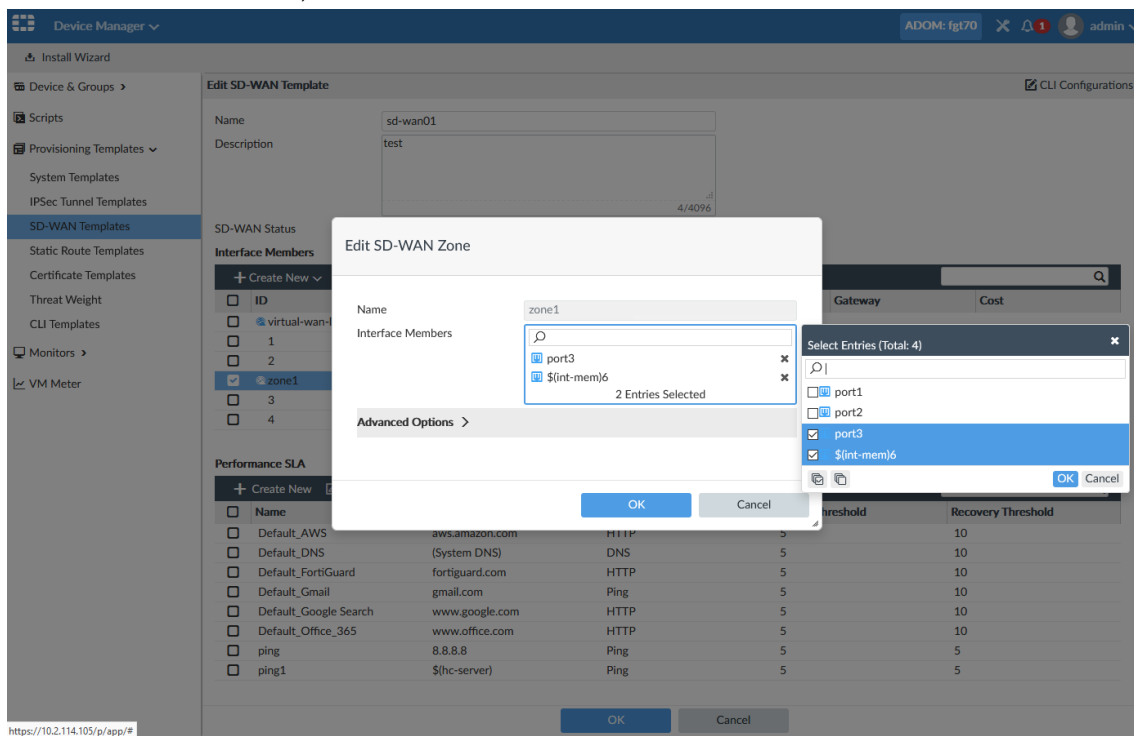 Device Manager
ADOM: fgt70
1
admin
Install Wizard
Device & Groups
Edit SD-WAN Template
CLI Configurations
Scripts
Name
sd-wan01
Provisioning Templates
Description
test
System Templates
IPSec Tunnel Templates
4/4096
SD-WAN Templates
SD-WAN Status
Static Route Templates
Interface Members
Certificate Templates
Create New
Threat Weight
ID
Gateway
Cost
CLI Templates
virtual-wan-l
1
Monitors
2
VM Meter
zone1
3
4
Edit SD-WAN Zone
Name
zone1
Interface Members
port3
$(int-mem)6
2 Entries Selected
Advanced Options >
OK
Cancel
Select Entries (Total: 4)
port1
port2
port3
$(int-mem)6
OK
Cancel
Performance SLA
Create New
Name
hreshold
Recovery Threshold
Default_AWS
aws.amazon.com
HTTP
5
10
Default_DNS
(System DNS)
DNS
5
10
Default_FortiGuard
fortiguard.com
HTTP
5
10
Default_Gmail
gmail.com
Ping
5
10
Default_Google Search
www.google.com
HTTP
5
10
Default_Office_365
www.office.com
HTTP
5
10
ping
8.8.8.8
Ping
5
5
ping1
$(hc-server)
Ping
5
5
OK
Cancel
https://10.2.114.105/p/app/#